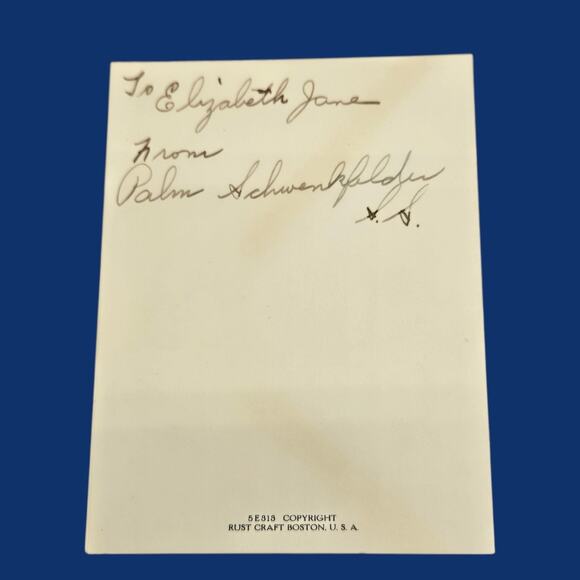 To Elizabeth Jane
From
Palm Schwenkfelder
S.S.
5E313 COPYRIGHT
RUST CRAFT BOSTON, U. S. A.